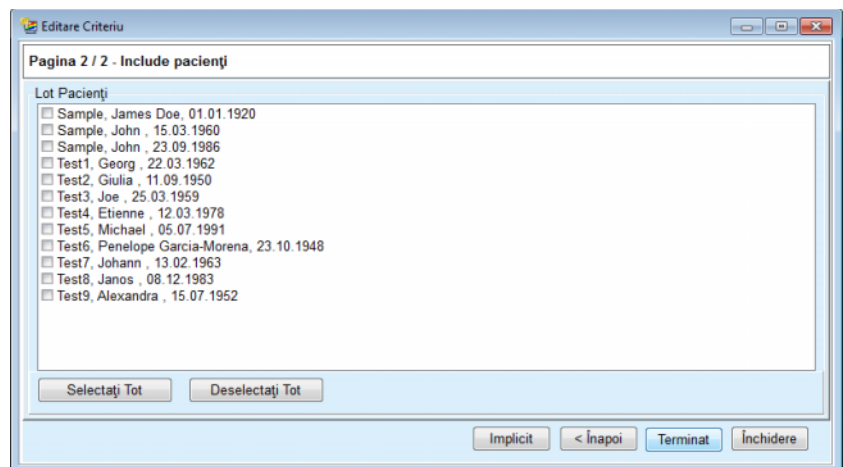 Editare Criteriu
Pagina 2 / 2 - Include pacienţi
Lot Pacienţi
Sample, James Doe, 01.01.1920
Sample, John , 15.03.1960
Sample, John , 23.09.1986
Test1, Georg , 22.03.1962
Test2, Giulia , 11.09.1950
Test3, Joe , 25.03.1959
Test4, Etienne , 12.03.1978
Test5, Michael , 05.07.1991
Test6, Penelope Garcia-Morena, 23.10.1948
Test7, Johann , 13.02.1963
Test8, Janos , 08.12.1983
Test9, Alexandra , 15.07.1952
Selectaţi Tot Deselectaţi Tot
Implicit < Înapoi Terminat Închidere